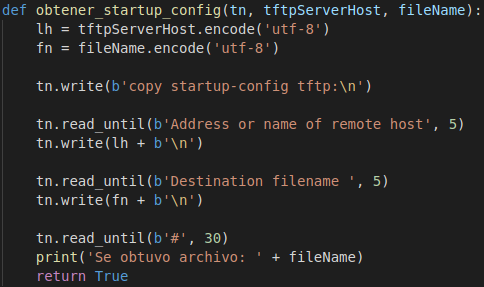 def obtener_startup_config(tn, tftpServerHost, fileName):
    lh = tftpServerHost.encode('utf-8')
    fn = fileName.encode('utf-8')

    tn.write(b'copy startup-config tftp:\n')

    tn.read_until(b'Address or name of remote host', 5)
    tn.write(lh + b'\n')

    tn.read_until(b'Destination filename ', 5)
    tn.write(fn + b'\n')

    tn.read_until(b'#', 30)
    print('Se obtuvo archivo: ' + fileName)
    return True